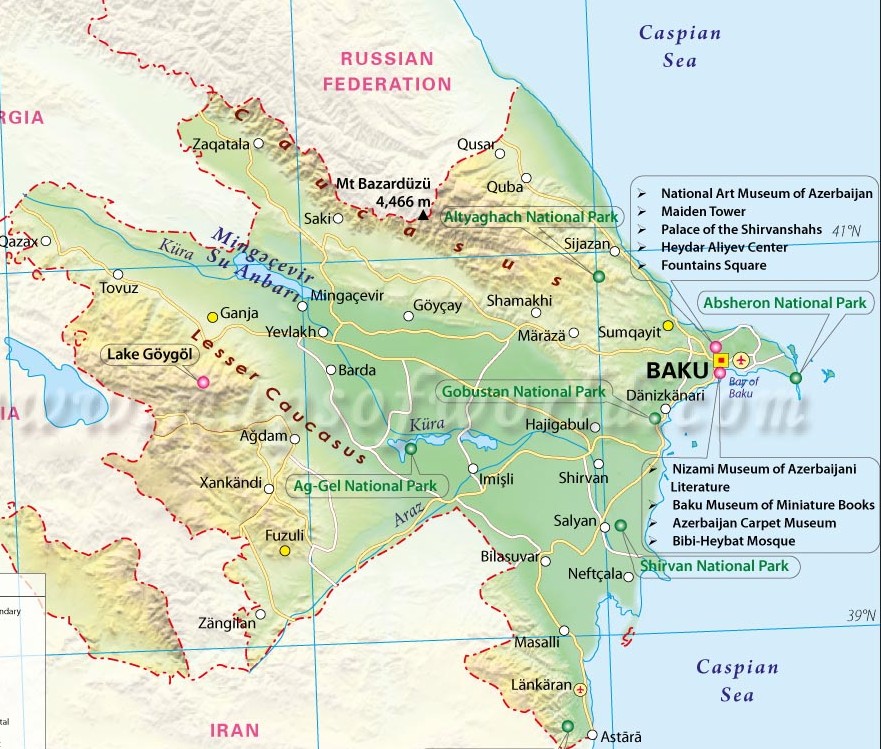 Caspian
Sea
RUSSIAN
FEDERATION
RGIA
Caucasus
Zaqatala
Qusar
Quba
Mt Bazardüzü
4,466 m
Altyaghach National Park
Saki
Sijazan
National Art Museum of Azerbaijan
Maiden Tower
Palace of the Shirvanshahs
Heydar Aliyev Center
Fountains Square
41°N
Qazax
Küra
Mingaçevir
Su Anbari
Tovuz
Mingaçevir
Ganja
Göyçay
Shamakhi
Absheron National Park
Yevlakh
Märäzä
Sumqayit
Lesser Caucasus
Lake Göygöl
Barda
BAKU
Bay of
Baku
Gobustan National Park
Dänizkänari
IA
Küra
Hajigabul
Ağdam
Xankändi
Ag-Gel National Park
Imişli
Shirvan
Nizami Museum of Azerbaijani
Literature
Baku Museum of Miniature Books
Azerbaijan Carpet Museum
Bibi-Heybat Mosque
Araz
Salyan
Fuzuli
Bilasuvar
Shirvan National Park
Neftçala
ndary
Zängilan
39°N
Masalli
Caspian
Sea
Länkäran
tal
IRAN
Astārā